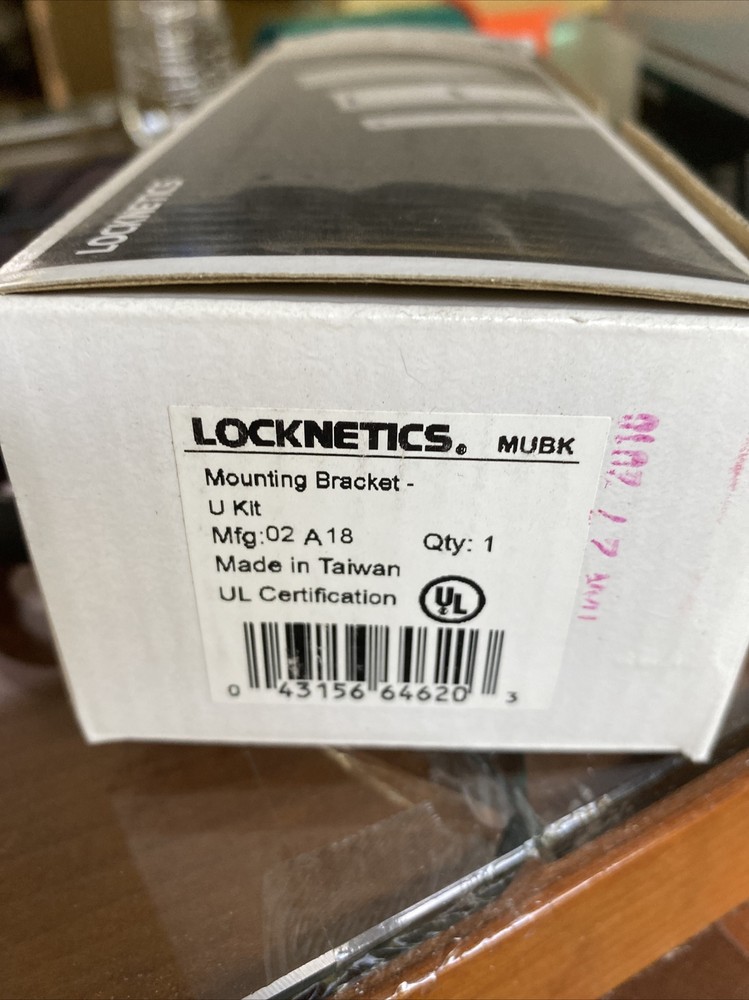 LOCKNETICS
LOCKNETICS® MUBK
Mounting Bracket -
U Kit
Mfg:02 A 18 Qty: 1
Made in Taiwan
UL Certification UL
0 43156 64620 3